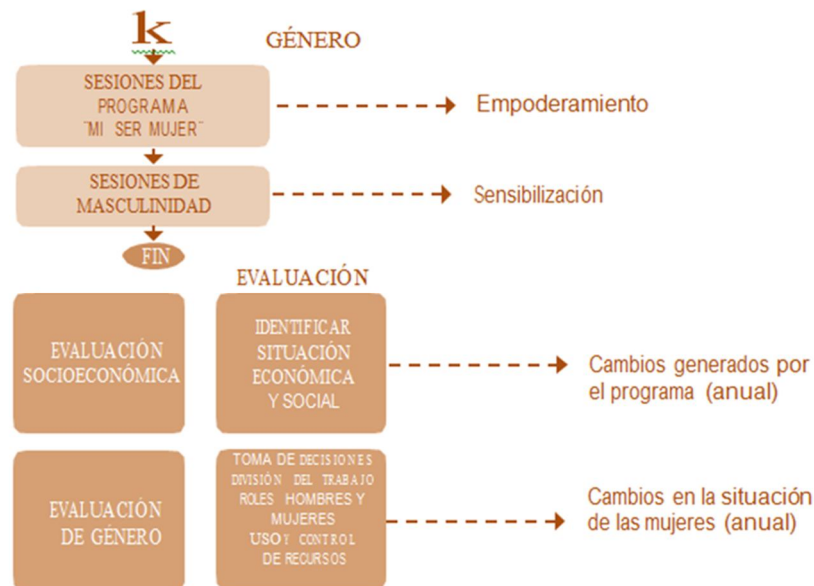 k
GÉNERO
SESIONES DEL
PROGRAMA
¨MI SER MUJER¨
Empoderamiento
SESIONES DE
MASCULINIDAD
Sensibilización
FIN
EVALUACIÓN
EVALUACIÓN
SOCIOECONÓMICA
IDENTIFICAR
SITUACIÓN
ECONÓMICA
Y SOCIAL
Cambios generados por
el programa (anual)
EVALUACIÓN
DE GÉNERO
TOMA DE DECISIONES
DIVISIÓN DEL TRABAJO
ROLES HOMBRES Y
MUJERES
USO Y CONTROL
DE RECURSOS
Cambios en la situación
de las mujeres (anual)